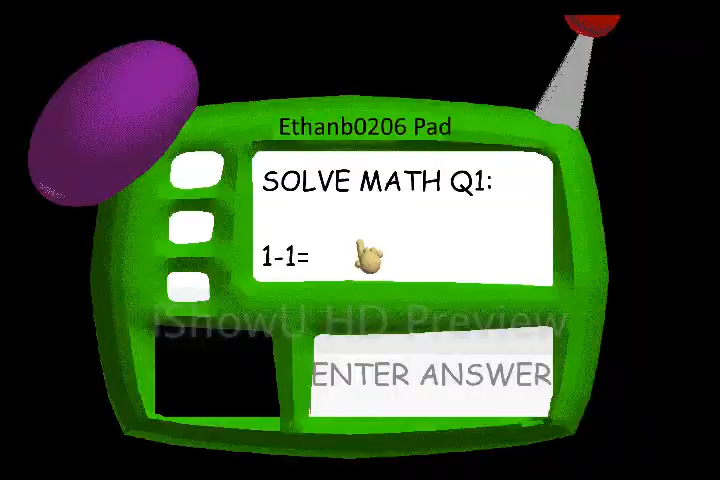 Ethanb0206 Pad
SOLVE MATH Q1:
1-1=
iShowU HD Preview
ENTER ANSWER